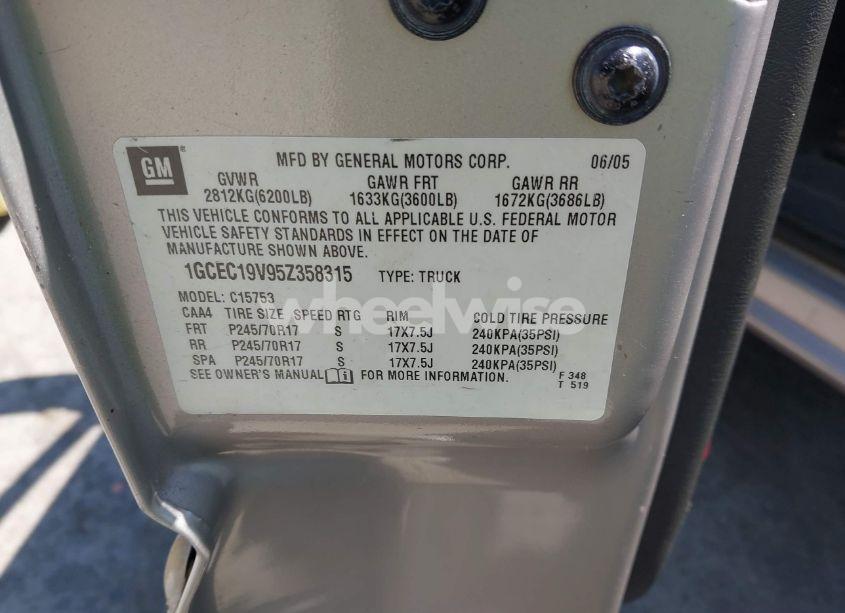 GM
MFD BY GENERAL MOTORS CORP. 06/05
GVWR GAWR FRT GAWR RR
2812KG(6200LB) 1633KG(3600LB) 1672KG(3686LB)
THIS VEHICLE CONFORMS TO ALL APPLICABLE U.S. FEDERAL MOTOR
VEHICLE SAFETY STANDARDS IN EFFECT ON THE DATE OF
MANUFACTURE SHOWN ABOVE.
1GCEC19V95Z358315 TYPE: TRUCK
MODEL: C15753
CAA4 TIRE SIZE SPEED RTG RIM COLD TIRE PRESSURE
FRT P245/70R17 S 17X7.5J 240KPA(35PSI)
RR P245/70R17 S 17X7.5J 240KPA(35PSI)
SPA P245/70R17 S 17X7.5J 240KPA(35PSI)
SEE OWNER'S MANUAL FOR MORE INFORMATION.
F 348
T 519
wheelwise